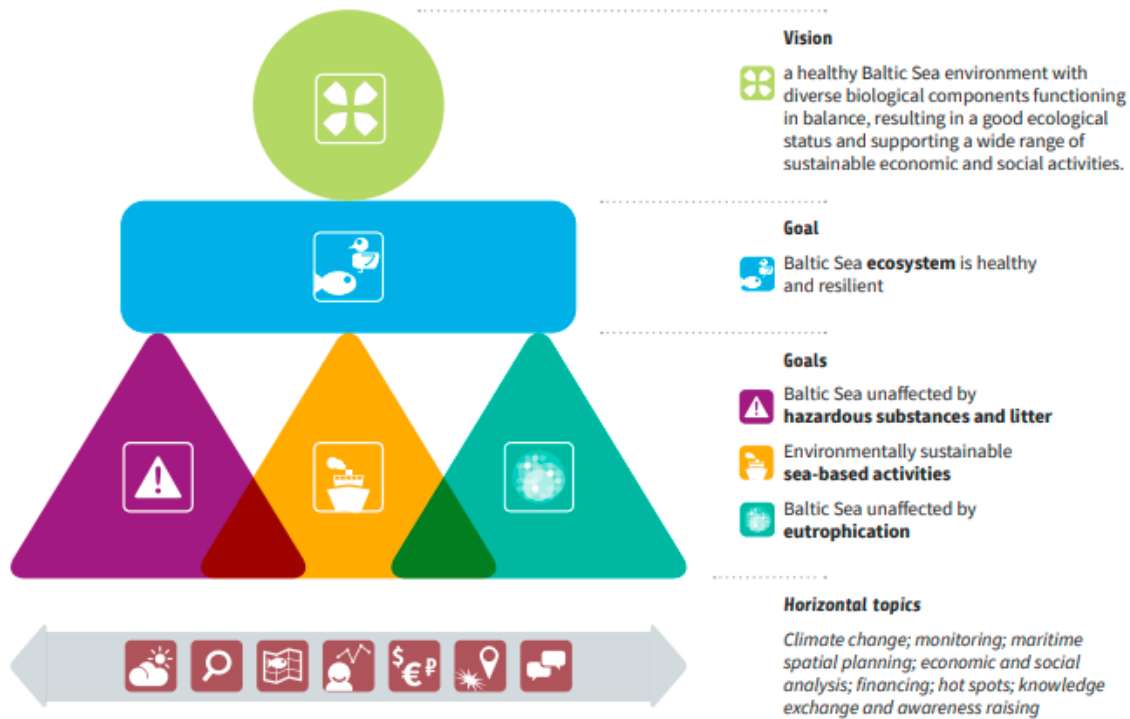 Vision
a healthy Baltic Sea environment with
diverse biological components functioning
in balance, resulting in a good ecological
status and supporting a wide range of
sustainable economic and social activities.
Goal
Baltic Sea ecosystem is healthy
and resilient
Goals
Baltic Sea unaffected by
hazardous substances and litter
Environmentally sustainable
sea-based activities
Baltic Sea unaffected by
eutrophication
Horizontal topics
Climate change; monitoring; maritime
spatial planning; economic and social
analysis; financing; hot spots; knowledge
exchange and awareness raising
$ € ₽